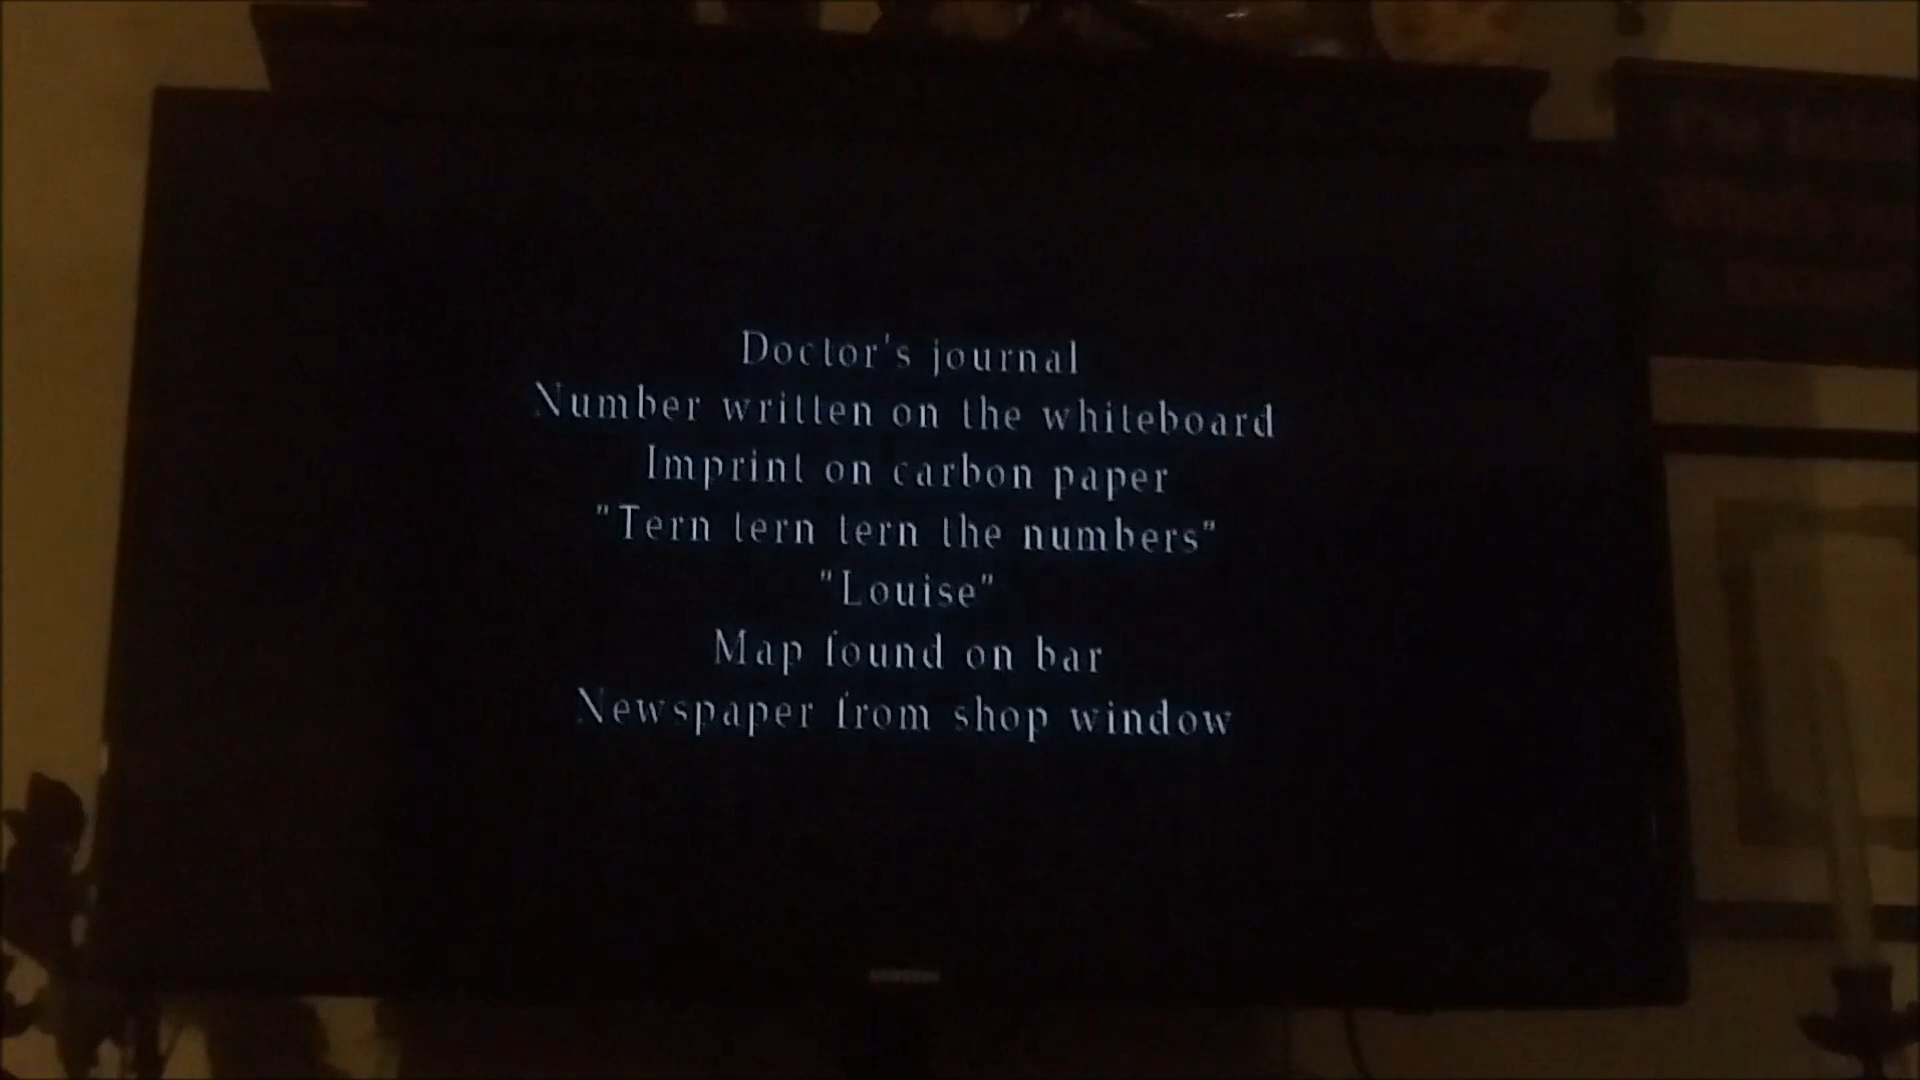 Doctor's journal
Number written on the whiteboard
Imprint on carbon paper
"Tern tern tern the numbers"
"Louise"
Map found on bar
Newspaper from shop window